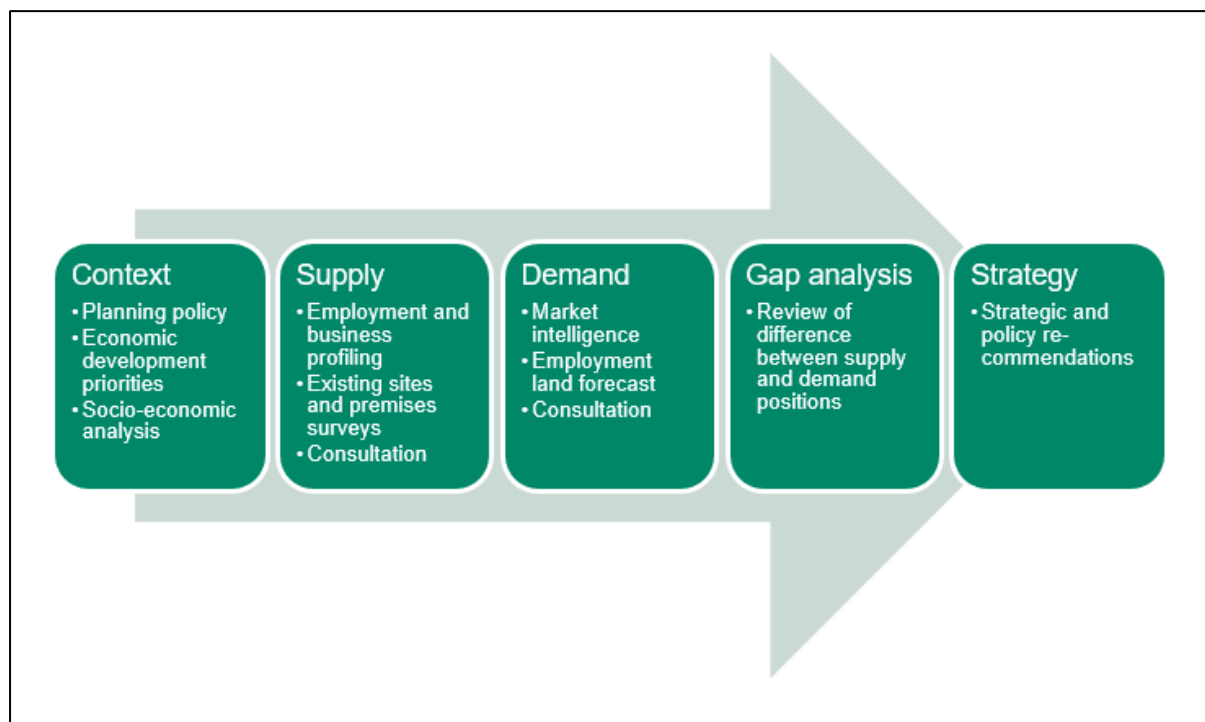 Context
• Planning policy
• Economic
development
priorities
• Socio-economic
analysis
Supply
• Employment and
business
profiling
• Existing sites
and premises
surveys
• Consultation
Demand
• Market
intelligence
• Employment
land forecast
• Consultation
Gap analysis
• Review of
difference
between supply
and demand
positions
Strategy
• Strategic and
policy re-
commendations